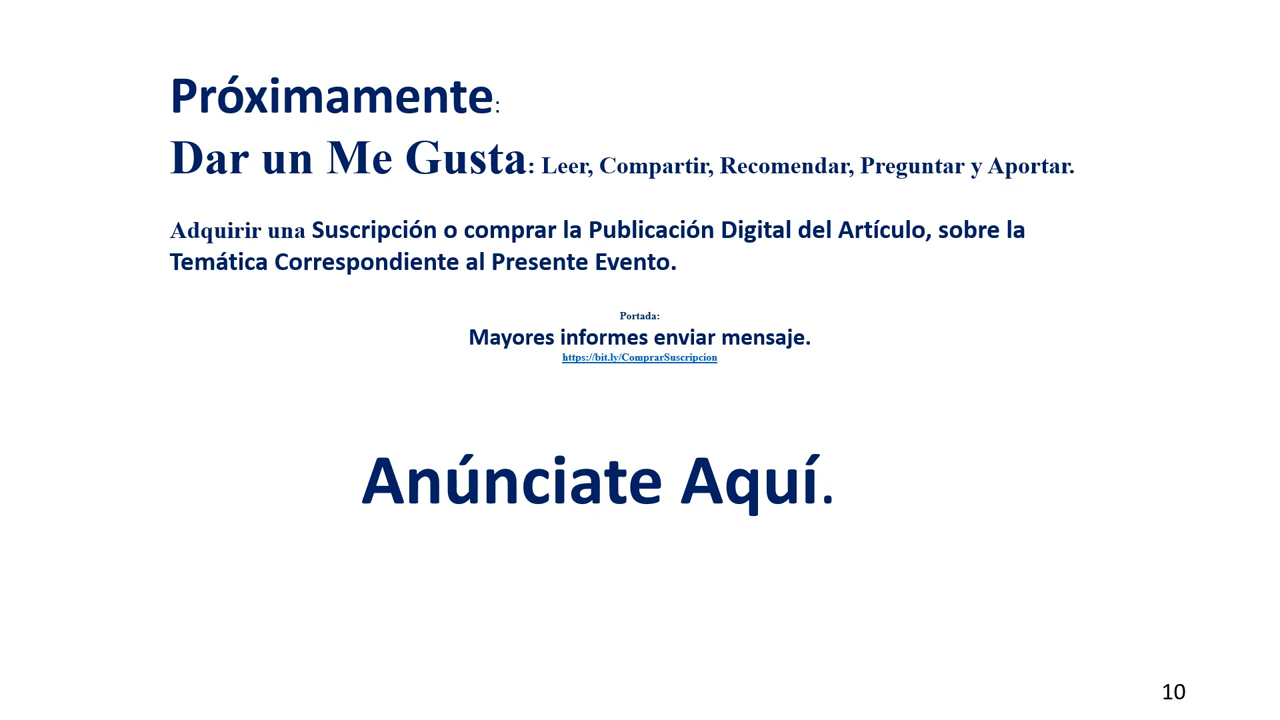 Próximamente:
Dar un Me Gusta: Leer, Compartir, Recomendar, Preguntar y Aportar.
Adquirir una Suscripción o comprar la Publicación Digital del Artículo, sobre la
Temática Correspondiente al Presente Evento.
Portada:
Mayores informes enviar mensaje.
https://bit.ly/ComprarSuscripcion
Anúnciate Aquí.
10